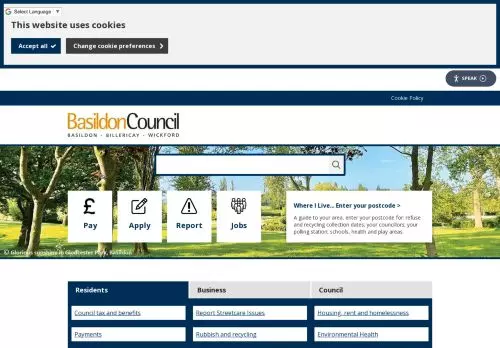 Select Language
This website uses cookies
Accept all
Change cookie preferences
SPEAK
Cookie Policy
BasildonCouncil
BASILDON • BILLERICAY • WICKFORD
£
Pay
Apply
Report
Jobs
Where I Live... Enter your postcode >
A guide to your area, enter your postcode for: refuse
and recycling collection dates; your councillors; your
polling station; schools, health and play areas.
© Glorious sunshine in Gloucester Park, Basildon
Residents
Business
Council
Council tax and benefits
Report Streetcare Issues
Housing, rent and homelessness
Payments
Rubbish and recycling
Environmental Health